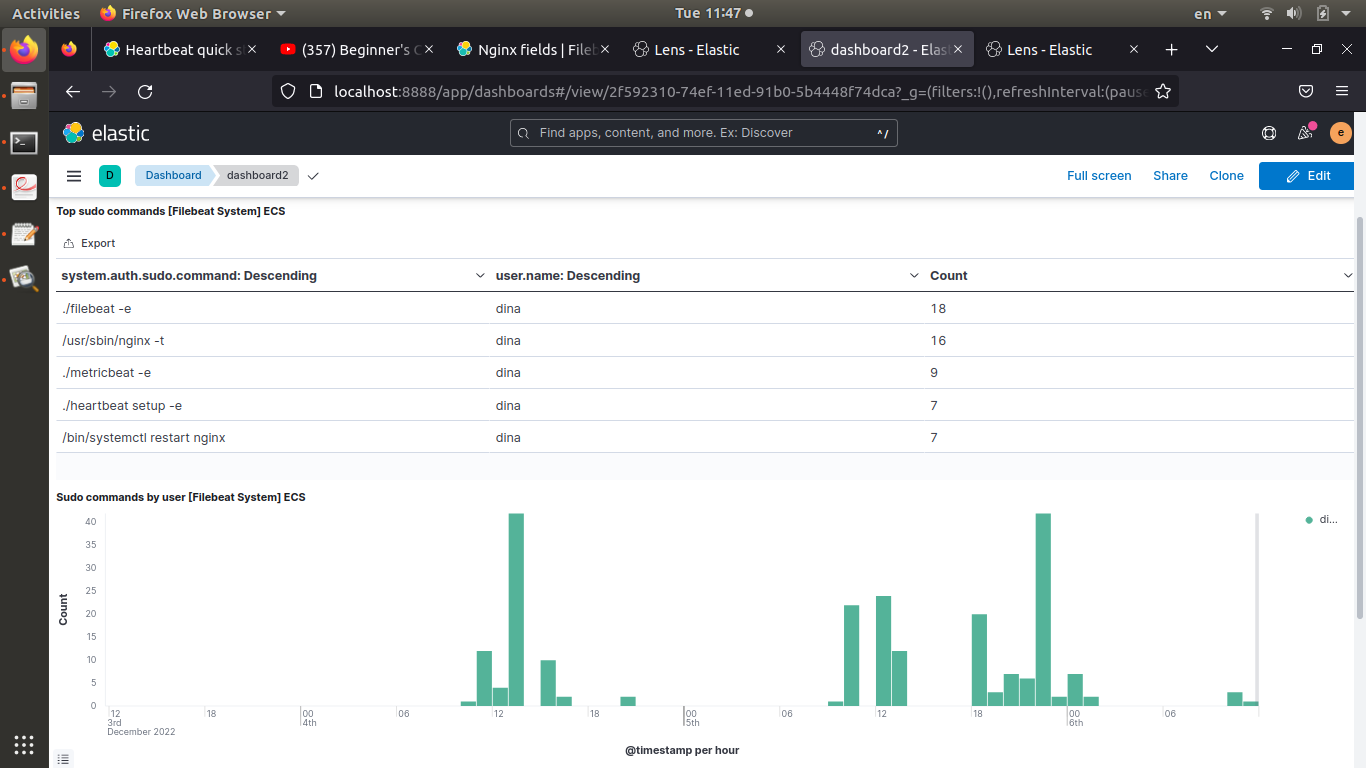 Activities Firefox Web Browser Tue 11:47 en
Heartbeat quick s (357) Beginner's C Nginx fields | Fileb Lens - Elastic dashboard2 - Elas Lens - Elastic
localhost:8888/app/dashboards#/view/2f592310-74ef-11ed-91b0-5b4448f74dca?_g=(filters:!(),refreshInterval:(paus
elastic Find apps, content, and more. Ex: Discover ^/ e
D Dashboard dashboard2 Full screen Share Clone Edit
Top sudo commands [Filebeat System] ECS
Export
system.auth.sudo.command: Descending user.name: Descending Count
./filebeat -e dina 18
/usr/sbin/nginx -t dina 16
./metricbeat -e dina 9
./heartbeat setup -e dina 7
/bin/systemctl restart nginx dina 7
Sudo commands by user [Filebeat System] ECS
di...
Count
40
35
30
25
20
15
10
5
0
12 18 00 06 12 18 00 06 12 18 00 06
3rd 4th 5th 6th
December 2022
@timestamp per hour